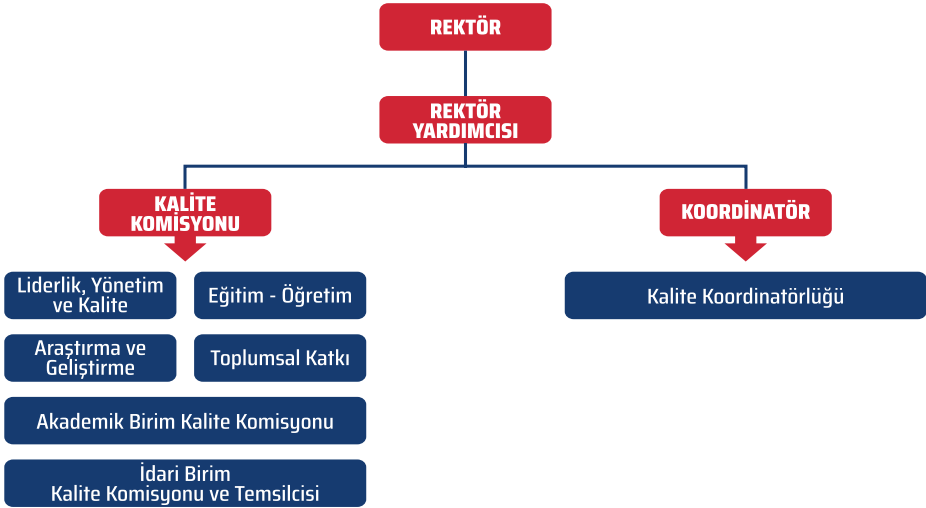 REKTÖR
REKTÖR
YARDIMCISI
KALİTE
KOMİSYONU
KOORDİNATÖR
Liderlik, Yönetim
ve Kalite
Eğitim - Öğretim
Kalite Koordinatörlüğü
Araştırma ve
Geliştirme
Toplumsal Katkı
Akademik Birim Kalite Komisyonu
İdari Birim
Kalite Komisyonu ve Temsilcisi